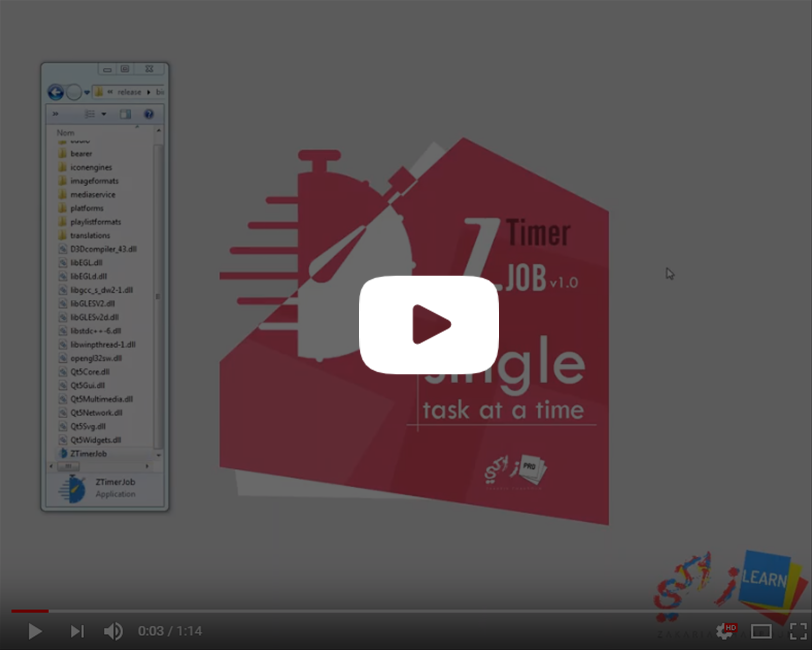 release
Nom
bearer
iconengines
imageformats
mediaservice
platforms
playlistformats
translations
D3Dcompiler_43.dll
libEGL.dll
libEGLd.dll
libgcc_s_dw2-1.dll
libGLESV2.dll
libGLESv2d.dll
libstdc++-6.dll
libwinpthread-1.dll
opengl32sw.dll
Qt5Core.dll
Qt5Gui.dll
Qt5Multimedia.dll
Qt5Network.dll
Qt5Svg.dll
Qt5Widgets.dll
ZTimerJob
ZTimerJob
Application
Z Timer
JOB v1.0
single
task at a time
PRO
LEARN
0:03 / 1:14
HD